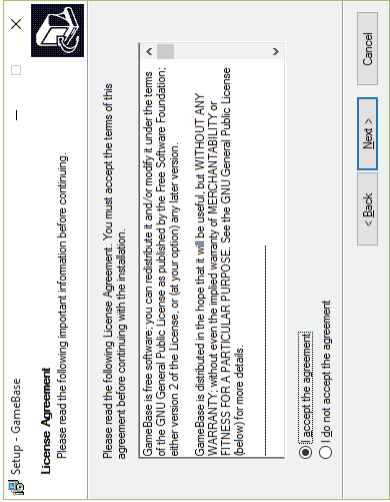 Setup - GameBase
License Agreement
Please read the following important information before continuing.
Please read the following License Agreement. You must accept the terms of this
agreement before continuing with the installation.
GameBase is free software; you can redistribute it and/or modify it under the terms
of the GNU General Public License as published by the Free Software Foundation;
either version 2 of the License, or (at your option) any later version.
GameBase is distributed in the hope that it will be useful, but WITHOUT ANY
WARRANTY; without even the implied warranty of MERCHANTABILITY or
FITNESS FOR A PARTICULAR PURPOSE. See the GNU General Public License
(below) for more details.
I accept the agreement
I do not accept the agreement
< Back
Next >
Cancel